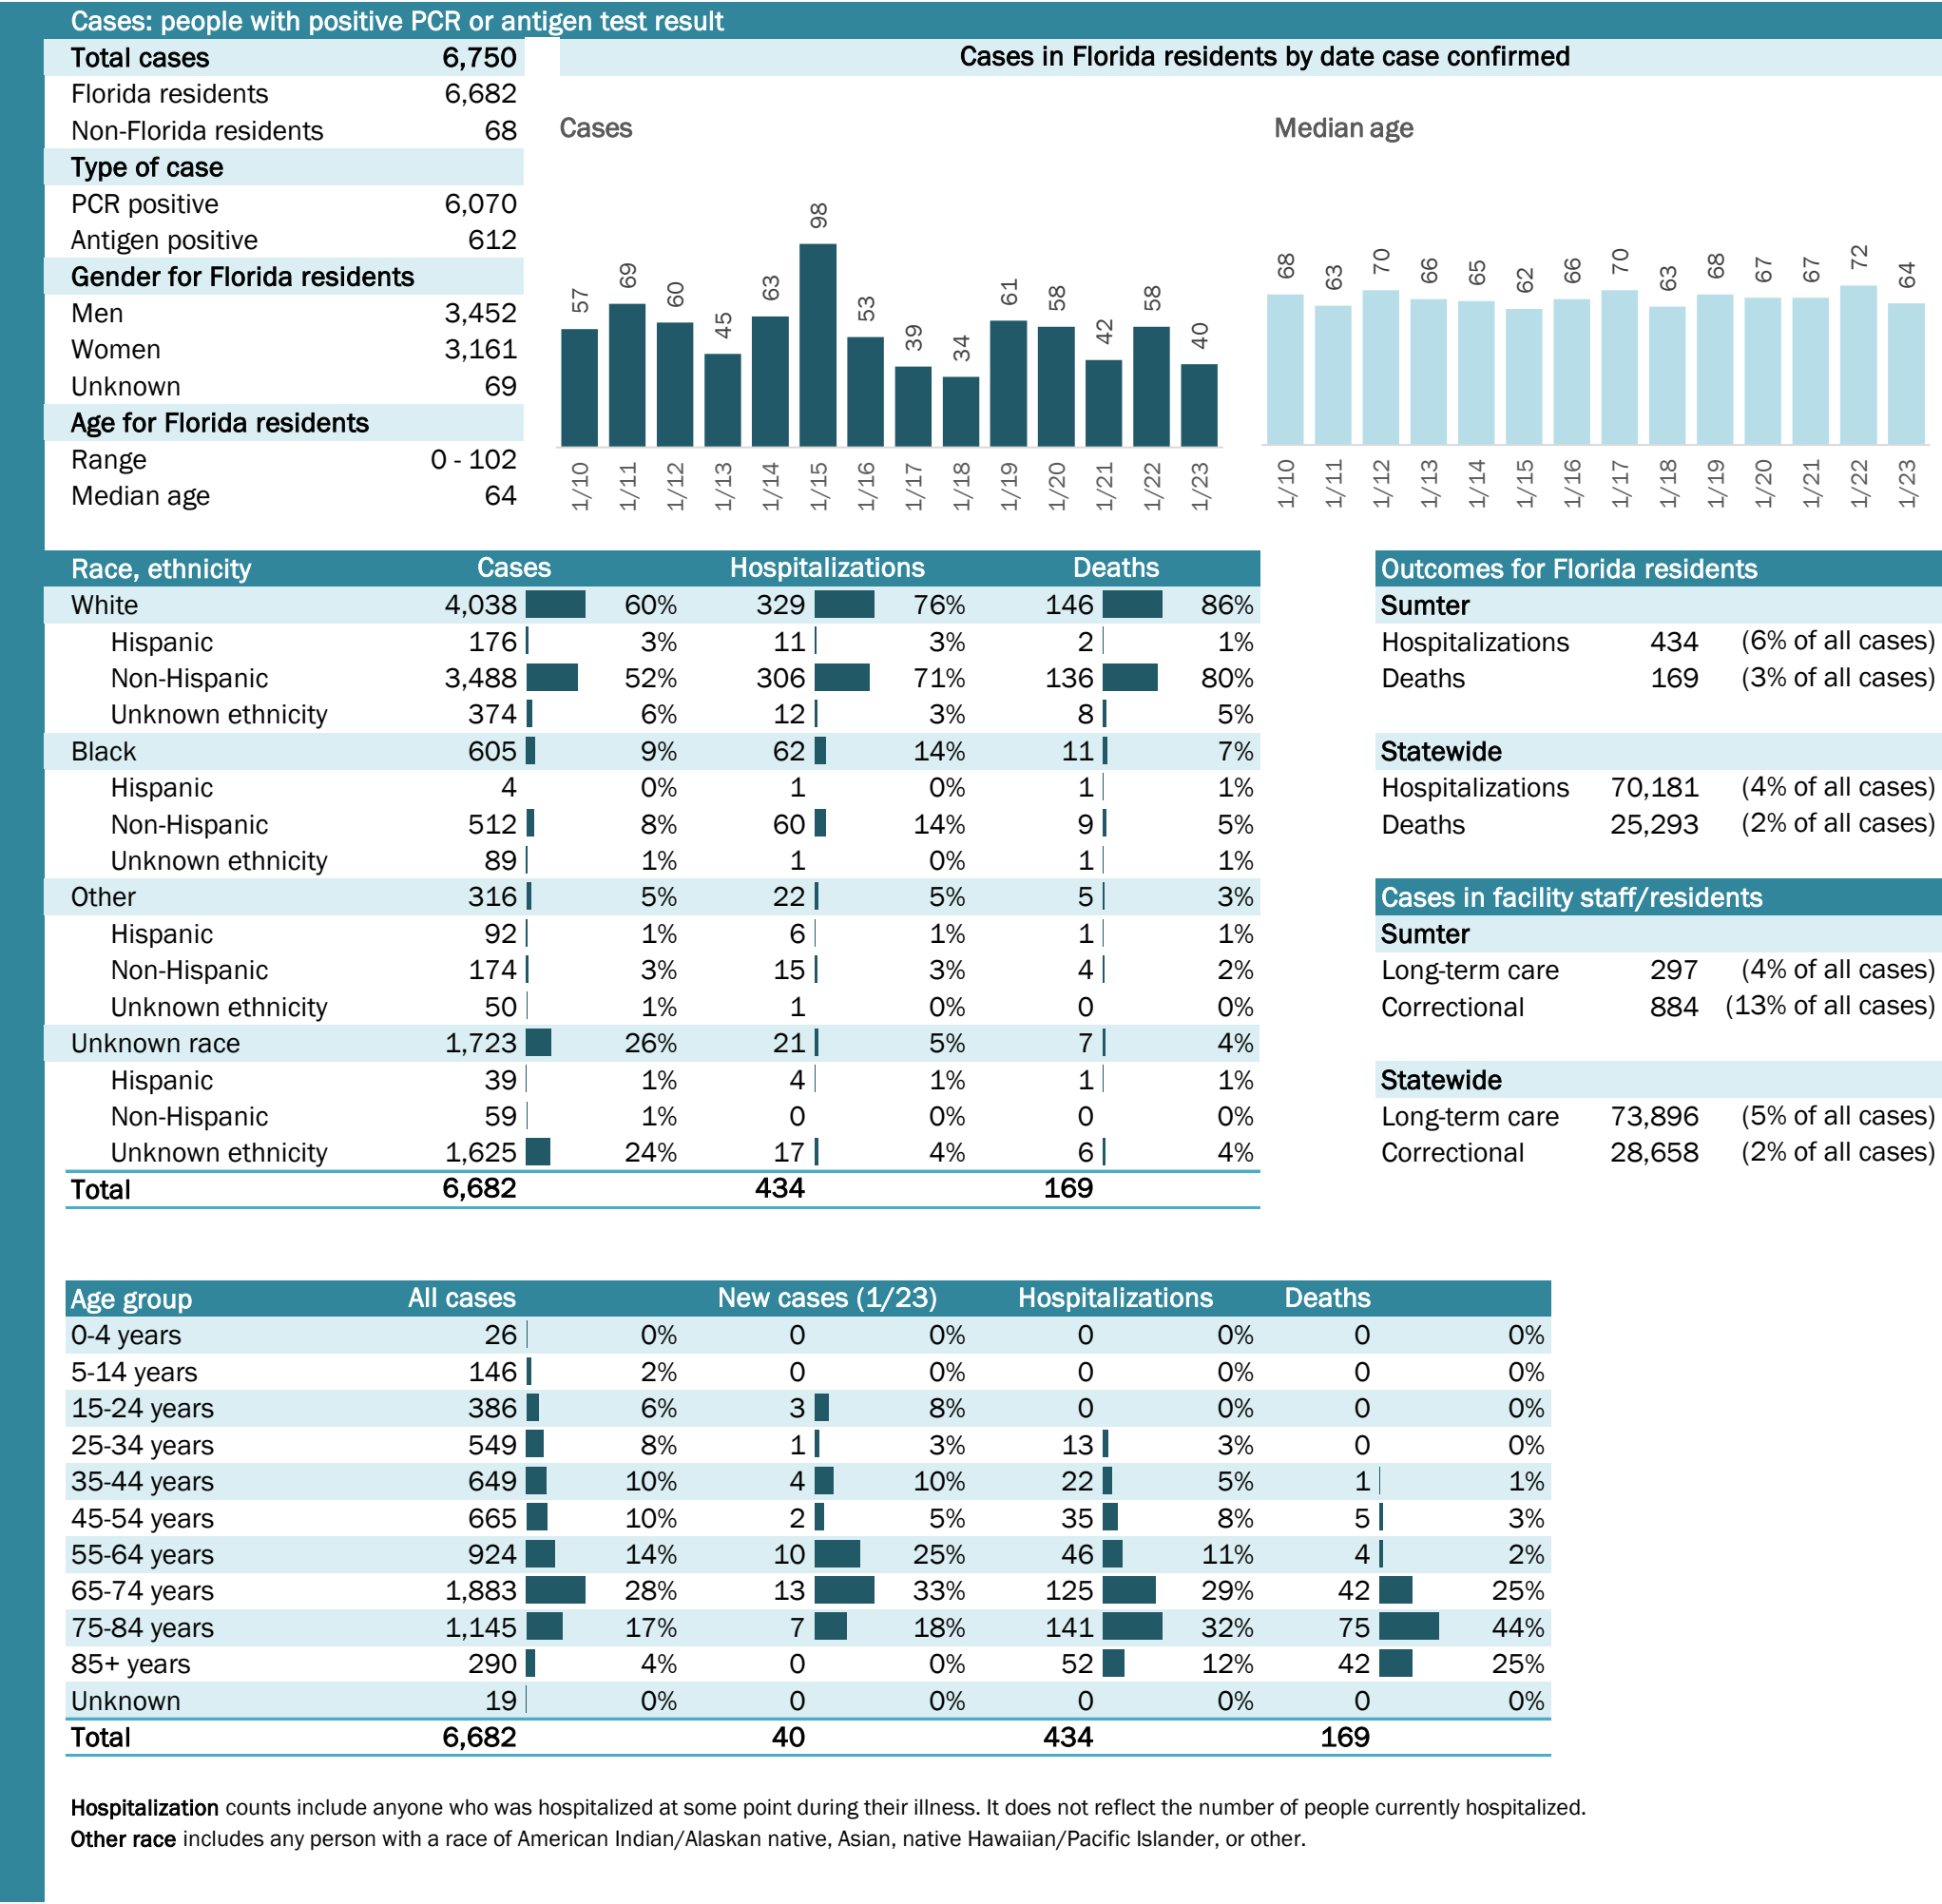 Cases: people with positive PCR or antigen test result
Total cases 6,750
Florida residents 6,682
Non-Florida residents 68
Type of case
PCR positive 6,070
Antigen positive 612
Gender for Florida residents
Men 3,452
Women 3,161
Unknown 69
Age for Florida residents
Range 0 - 102
Median age 64
Cases in Florida residents by date case confirmed
Cases
57 69 60 45 63 98 53 39 34 61 58 42 58 40
1/10 1/11 1/12 1/13 1/14 1/15 1/16 1/17 1/18 1/19 1/20 1/21 1/22 1/23
Median age
68 63 70 66 65 62 66 70 63 68 67 67 72 64
1/10 1/11 1/12 1/13 1/14 1/15 1/16 1/17 1/18 1/19 1/20 1/21 1/22 1/23
Race, ethnicity Cases Hospitalizations Deaths
White 4,038 60% 329 76% 146 86%
Hispanic 176 3% 11 3% 2 1%
Non-Hispanic 3,488 52% 306 71% 136 80%
Unknown ethnicity 374 6% 12 3% 8 5%
Black 605 9% 62 14% 11 7%
Hispanic 4 0% 1 0% 1 1%
Non-Hispanic 512 8% 60 14% 9 5%
Unknown ethnicity 89 1% 1 0% 1 1%
Other 316 5% 22 5% 5 3%
Hispanic 92 1% 6 1% 1 1%
Non-Hispanic 174 3% 15 3% 4 2%
Unknown ethnicity 50 1% 1 0% 0 0%
Unknown race 1,723 26% 21 5% 7 4%
Hispanic 39 1% 4 1% 1 1%
Non-Hispanic 59 1% 0 0% 0 0%
Unknown ethnicity 1,625 24% 17 4% 6 4%
Total 6,682 434 169
Outcomes for Florida residents
Sumter
Hospitalizations 434 (6% of all cases)
Deaths 169 (3% of all cases)
Statewide
Hospitalizations 70,181 (4% of all cases)
Deaths 25,293 (2% of all cases)
Cases in facility staff/residents
Sumter
Long-term care 297 (4% of all cases)
Correctional 884 (13% of all cases)
Statewide
Long-term care 73,896 (5% of all cases)
Correctional 28,658 (2% of all cases)
Age group All cases New cases (1/23) Hospitalizations Deaths
0-4 years 26 0% 0 0% 0 0% 0 0%
5-14 years 146 2% 0 0% 0 0% 0 0%
15-24 years 386 6% 3 8% 0 0% 0 0%
25-34 years 549 8% 1 3% 13 3% 0 0%
35-44 years 649 10% 4 10% 22 5% 1 1%
45-54 years 665 10% 2 5% 35 8% 5 3%
55-64 years 924 14% 10 25% 46 11% 4 2%
65-74 years 1,883 28% 13 33% 125 29% 42 25%
75-84 years 1,145 17% 7 18% 141 32% 75 44%
85+ years 290 4% 0 0% 52 12% 42 25%
Unknown 19 0% 0 0% 0 0% 0 0%
Total 6,682 40 434 169
Hospitalization counts include anyone who was hospitalized at some point during their illness. It does not reflect the number of people currently hospitalized.
Other race includes any person with a race of American Indian/Alaskan native, Asian, native Hawaiian/Pacific Islander, or other.